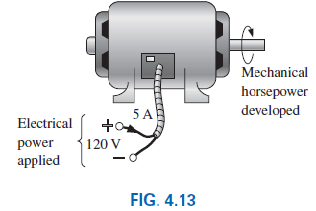 Mechanical
horsepower
developed
Electrical
power
applied
5 A
+
120 V
–
FIG. 4.13